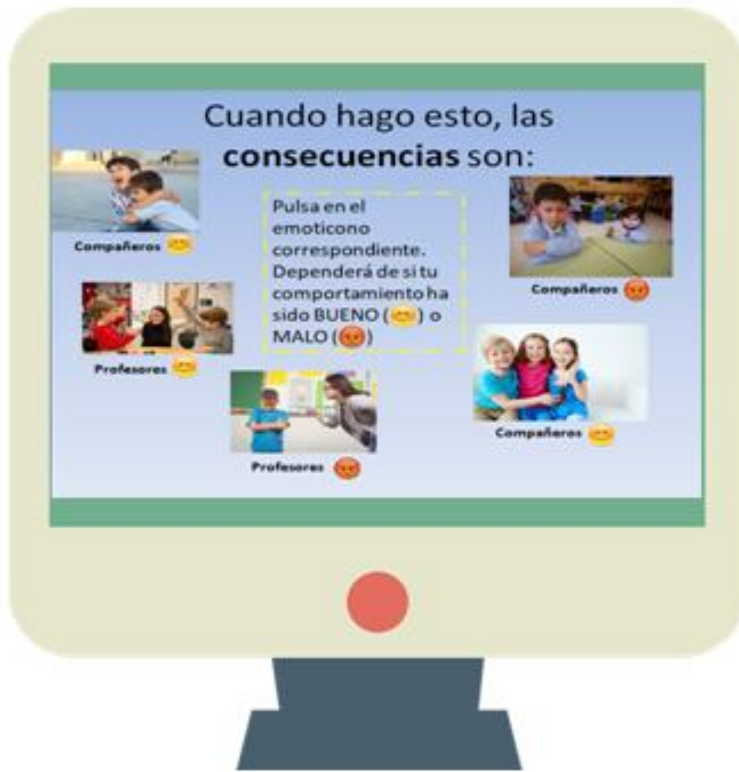 Cuando hago esto, las
consecuencias son:
Compañeros 😊
Profesores 😊
Pulsa en el
emoticono
correspondiente.
Dependerá de si tu
comportamiento ha
sido BUENO (😊) o
MALO (😡)
Profesores 😡
Compañeros 😡
Compañeros 😊